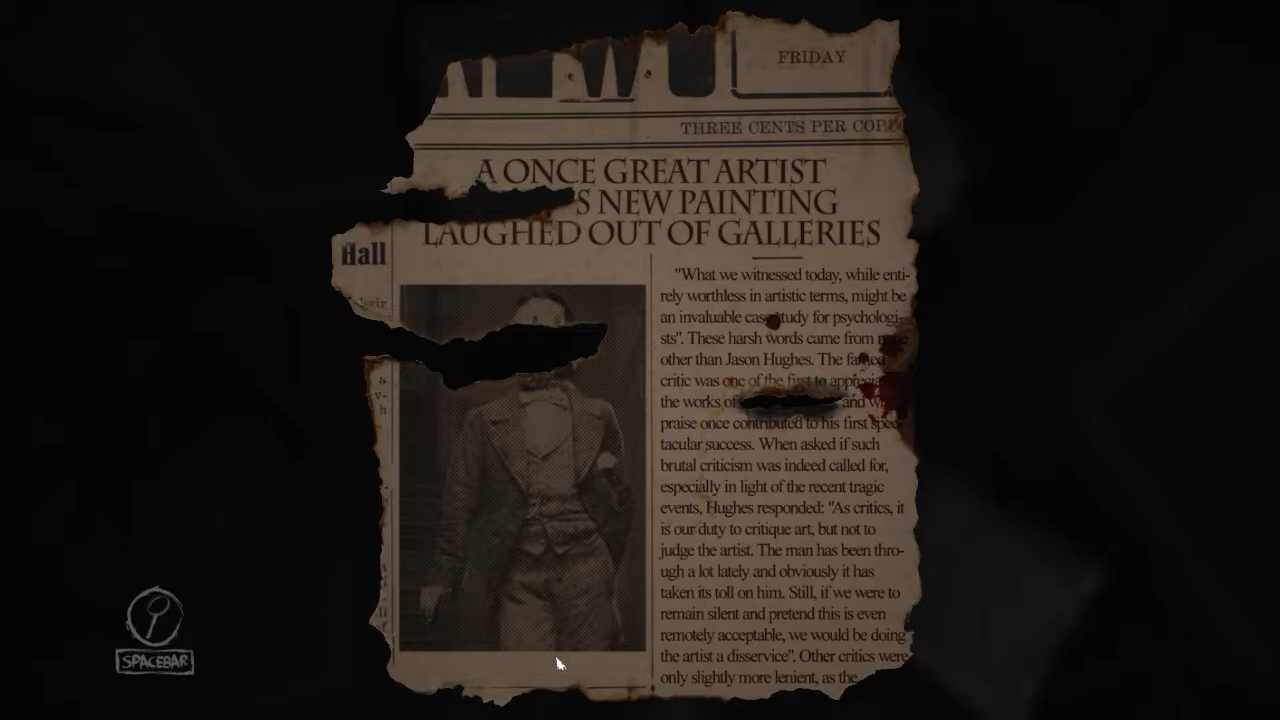 FRIDAY
THREE CENTS PER
A ONCE GREAT ARTIST
'S NEW PAINTING
LAUGHED OUT OF GALLERIES
Hall
"What we witnessed today, while enti-
rely worthless in artistic terms, might be
an invaluable case study for psychologi-
sts". These harsh words came from none
other than Jason Hughes. The famed
critic was one of the first to
the works of and
praise once contributed to his first spec-
tacular success. When asked if such
brutal criticism was indeed called for,
especially in light of the recent tragic
events, Hughes responded: "As critics, it
is our duty to critique art, but not to
judge the artist. The man has been thro-
ugh a lot lately and obviously it has
taken its toll on him. Still, if we were to
remain silent and pretend this is even
remotely acceptable, we would be doing
the artist a disservice". Other critics were
only slightly more lenient, as the
SPACEBAR